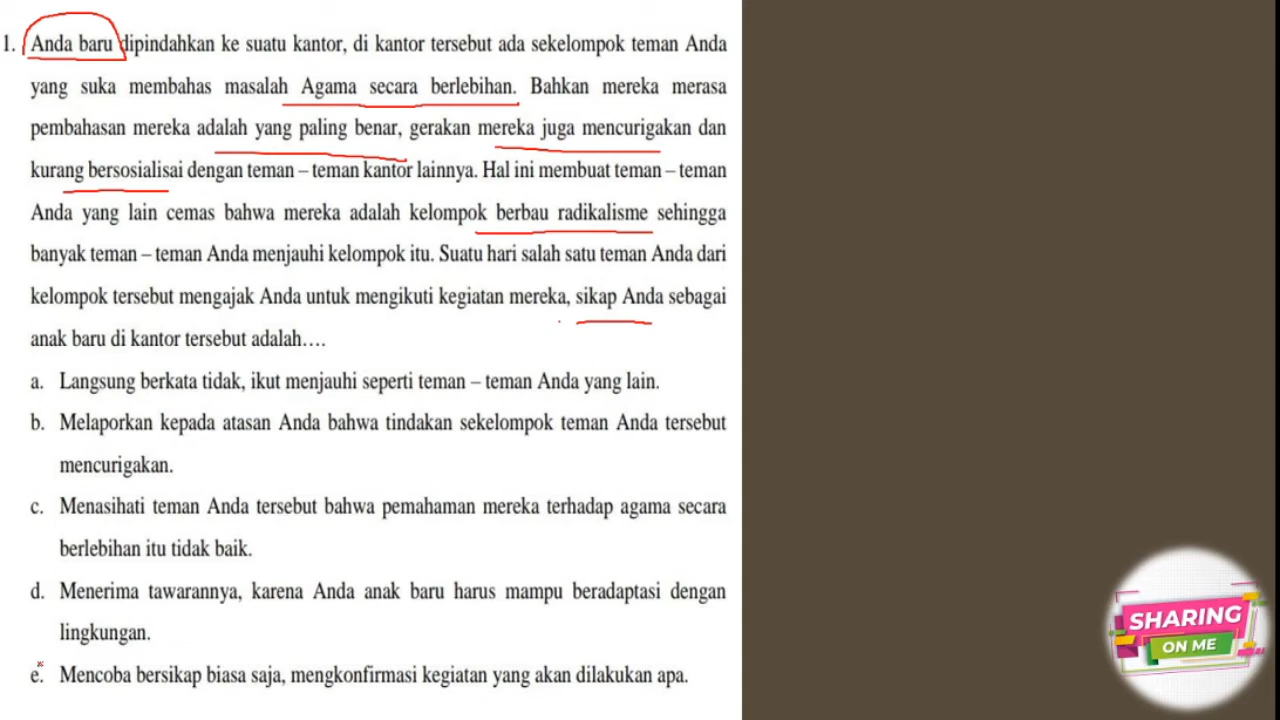 1. Anda baru dipindahkan ke suatu kantor, di kantor tersebut ada sekelompok teman Anda
yang suka membahas masalah Agama secara berlebihan. Bahkan mereka merasa
pembahasan mereka adalah yang paling benar, gerakan mereka juga mencurigakan dan
kurang bersosialisai dengan teman – teman kantor lainnya. Hal ini membuat teman – teman
Anda yang lain cemas bahwa mereka adalah kelompok berbau radikalisme sehingga
banyak teman – teman Anda menjauhi kelompok itu. Suatu hari salah satu teman Anda dari
kelompok tersebut mengajak Anda untuk mengikuti kegiatan mereka, sikap Anda sebagai
anak baru di kantor tersebut adalah….
a. Langsung berkata tidak, ikut menjauhi seperti teman – teman Anda yang lain.
b. Melaporkan kepada atasan Anda bahwa tindakan sekelompok teman Anda tersebut
mencurigakan.
c. Menasihati teman Anda tersebut bahwa pemahaman mereka terhadap agama secara
berlebihan itu tidak baik.
d. Menerima tawarannya, karena Anda anak baru harus mampu beradaptasi dengan
lingkungan.
e. Mencoba bersikap biasa saja, mengkonfirmasi kegiatan yang akan dilakukan apa.
SHARING
ON ME